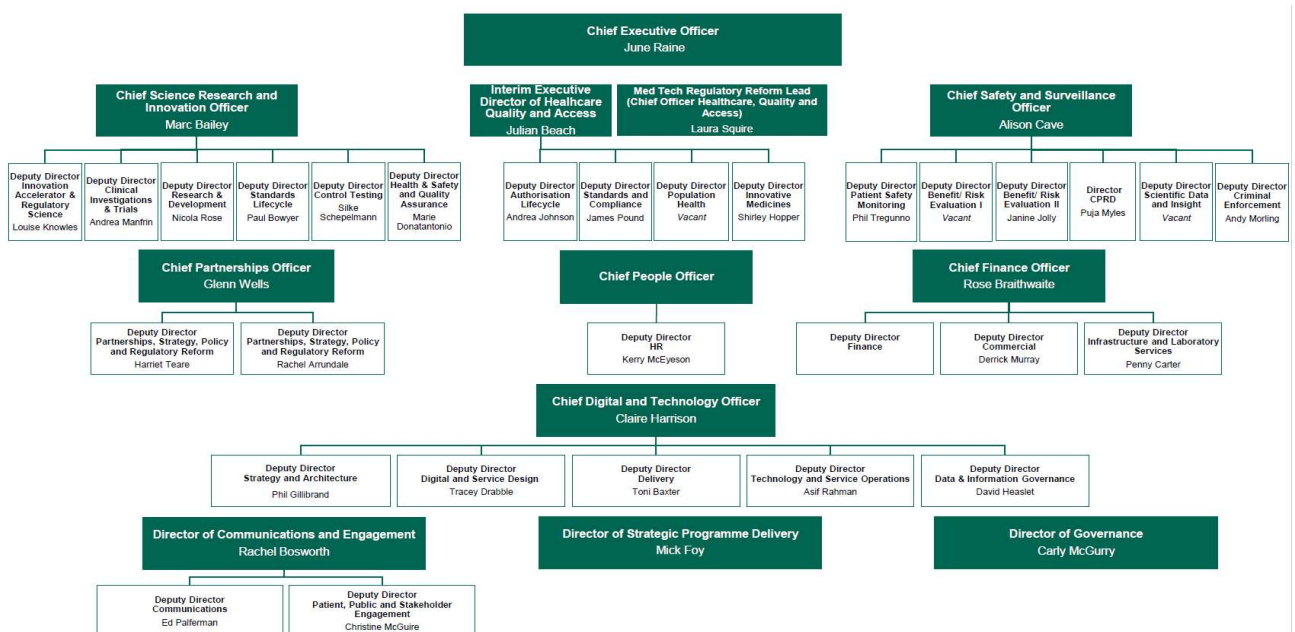 Chief Executive Officer
June Raine
Chief Science Research and
Innovation Officer
Marc Bailey
Interim Executive
Director of Healhcare
Quality and Access
Julian Beach
Med Tech Regulatory Reform Lead
(Chief Officer Healthcare, Quality and
Access)
Laura Squire
Chief Safety and Surveillance
Officer
Alison Cave
Deputy Director
Innovation
Accelerator &
Regulatory
Science
Louise Knowles
Deputy Director
Clinical
Investigations
& Trials
Andrea Manfrin
Deputy Director
Research &
Development
Nicola Rose
Deputy Director
Standards
Lifecycle
Paul Bowyer
Deputy Director
Control Testing
Silke
Schepelmann
Deputy Director
Health & Safety
and Quality
Assurance
Marie
Donatantonio
Deputy Director
Authorisation
Lifecycle
Andrea Johnson
Deputy Director
Standards and
Compliance
James Pound
Deputy Director
Population
Health
Vacant
Deputy Director
Innovative
Medicines
Shirley Hopper
Deputy Director
Patient Safety
Monitoring
Phil Tregunno
Deputy Director
Benefit/ Risk
Evaluation I
Vacant
Deputy Director
Benefit/ Risk
Evaluation II
Janine Jolly
Director
CPRD
Puja Myles
Deputy Director
Scientific Data
and Insight
Vacant
Deputy Director
Criminal
Enforcement
Andy Morling
Chief Partnerships Officer
Glenn Wells
Chief People Officer
Chief Finance Officer
Rose Braithwaite
Deputy Director
Partnerships, Strategy, Policy
and Regulatory Reform
Harriet Teare
Deputy Director
Partnerships, Strategy, Policy
and Regulatory Reform
Rachel Arrundale
Deputy Director
HR
Kerry McEyeson
Deputy Director
Finance
Deputy Director
Commercial
Derrick Murray
Deputy Director
Infrastructure and Laboratory
Services
Penny Carter
Chief Digital and Technology Officer
Claire Harrison
Deputy Director
Strategy and Architecture
Phil Gillibrand
Deputy Director
Digital and Service Design
Tracey Drabble
Deputy Director
Delivery
Toni Baxter
Deputy Director
Technology and Service Operations
Asif Rahman
Deputy Director
Data & Information Governance
David Heaslet
Director of Communications and Engagement
Rachel Bosworth
Director of Strategic Programme Delivery
Mick Foy
Director of Governance
Carly McGurry
Deputy Director
Communications
Ed Palferman
Deputy Director
Patient, Public and Stakeholder
Engagement
Christine McGuire